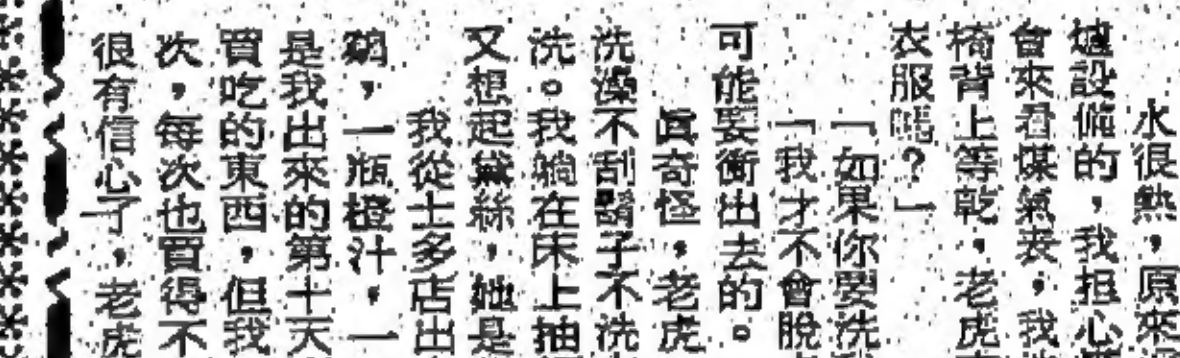 水很熱，原來
爐設備的，我担心
會來看煤氣表，我
椅背上等乾，老虎
衣服嗎？」
「如果你要洗
「我才不會脫
可能要衝出去的。
眞奇怪，老虎
洗澡不刮鬍子不洗
洗。我躺在床上抽
又想起黛絲，她是
我從士多店出
，一瓶橙汁，一
是我出來的第十天
買吃的東西，但我
次，每次也買得不
很有信心了，老虎